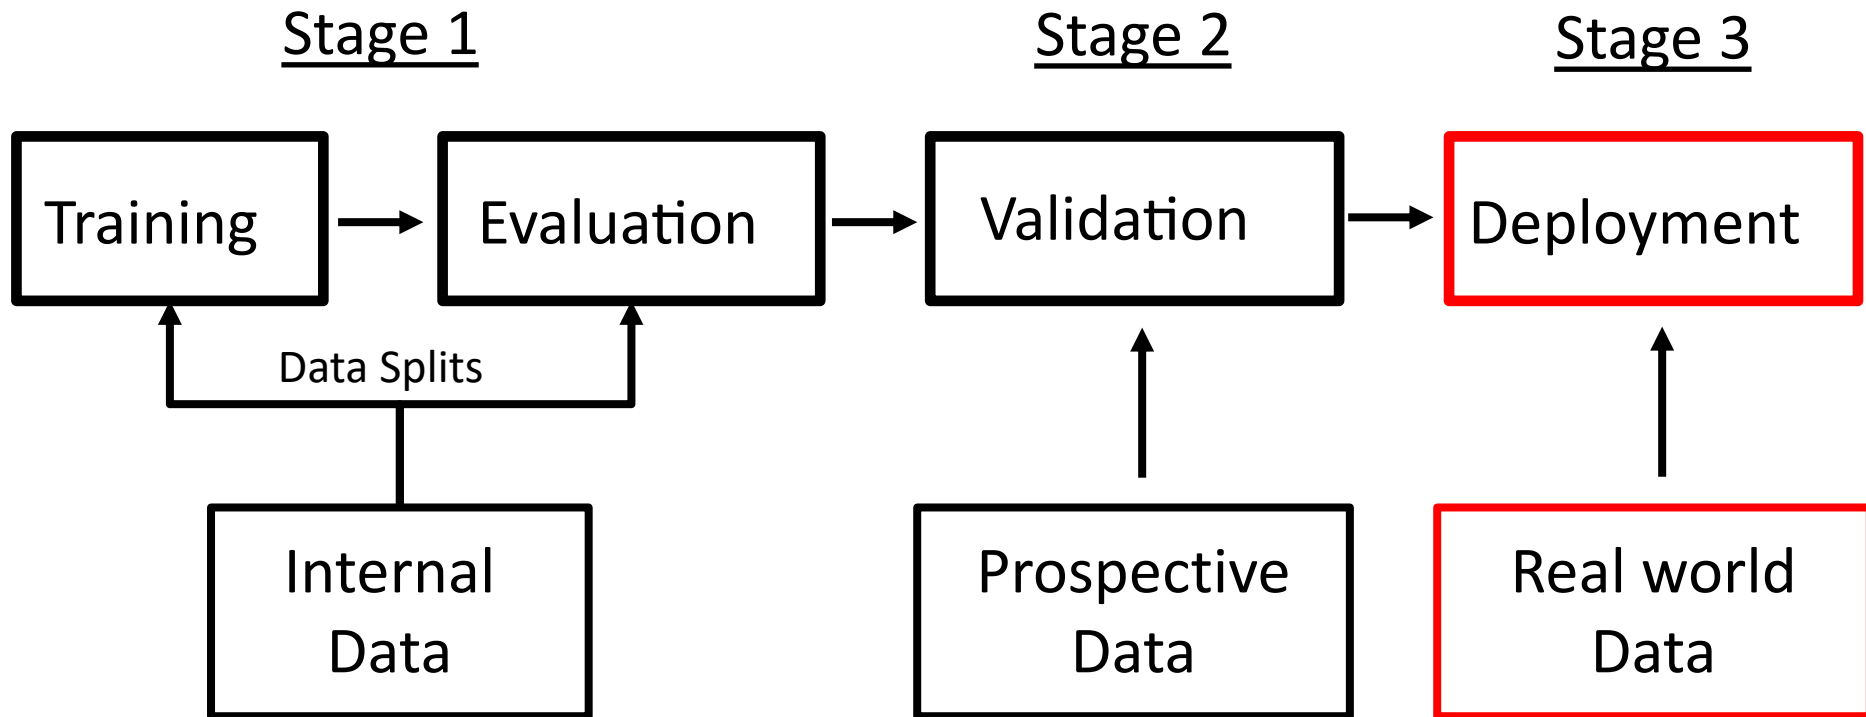 Stage 1
Stage 2
Stage 3
Training
Evaluation
Validation
Deployment
Data Splits
Internal
Data
Prospective
Data
Real world
Data